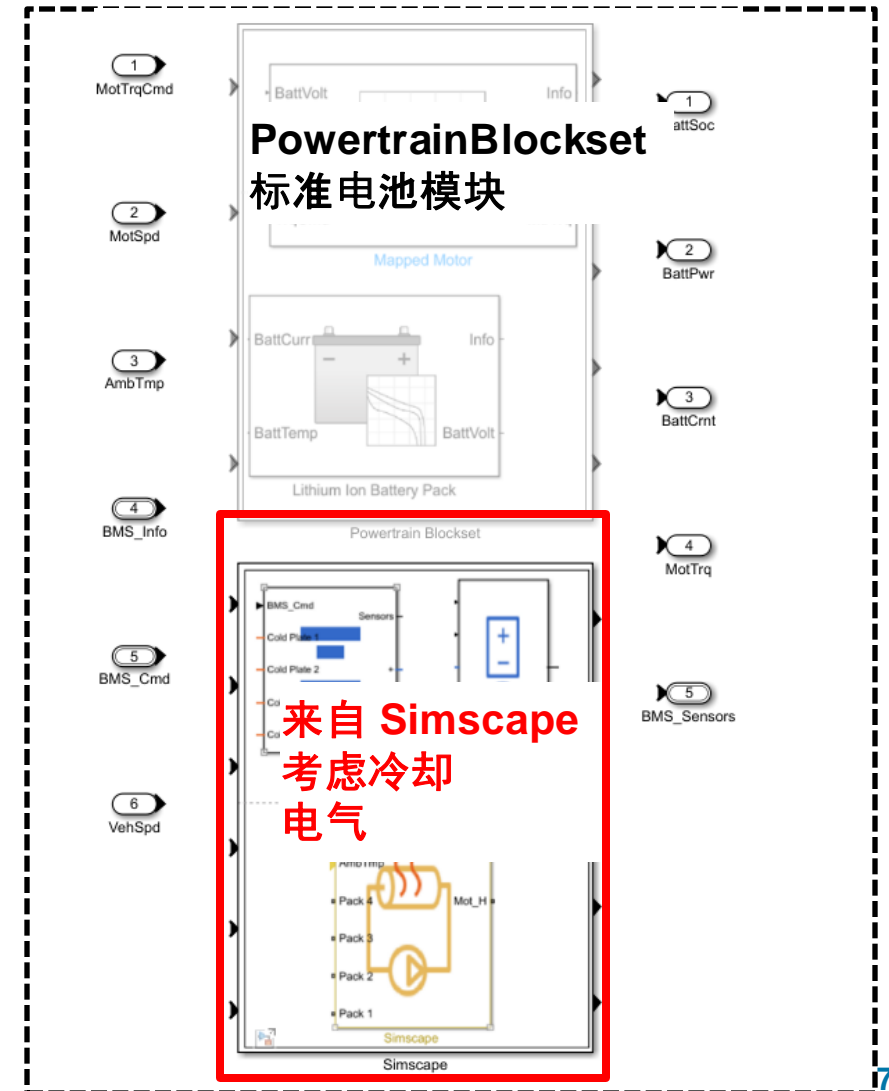 1
MotTrqCmd
2
MotSpd
3
AmbTmp
4
BMS_Info
5
BMS_Cmd
6
VehSpd
BattVolt
Info
PowertrainBlockset
标准电池模块
Mapped Motor
BattCurr
Info
− +
BattTemp
BattVolt
Lithium Ion Battery Pack
Powertrain Blockset
BMS_Cmd
Sensors
Cold Plate 1
Cold Plate 2
+
+
−
来自 Simscape
考虑冷却
电气
AmbTmp
Pack 4
Mot_H
Pack 3
Pack 2
Pack 1
Simscape
Simscape
1
attSoc
2
BattPwr
3
BattCrnt
4
MotTrq
5
BMS_Sensors
7